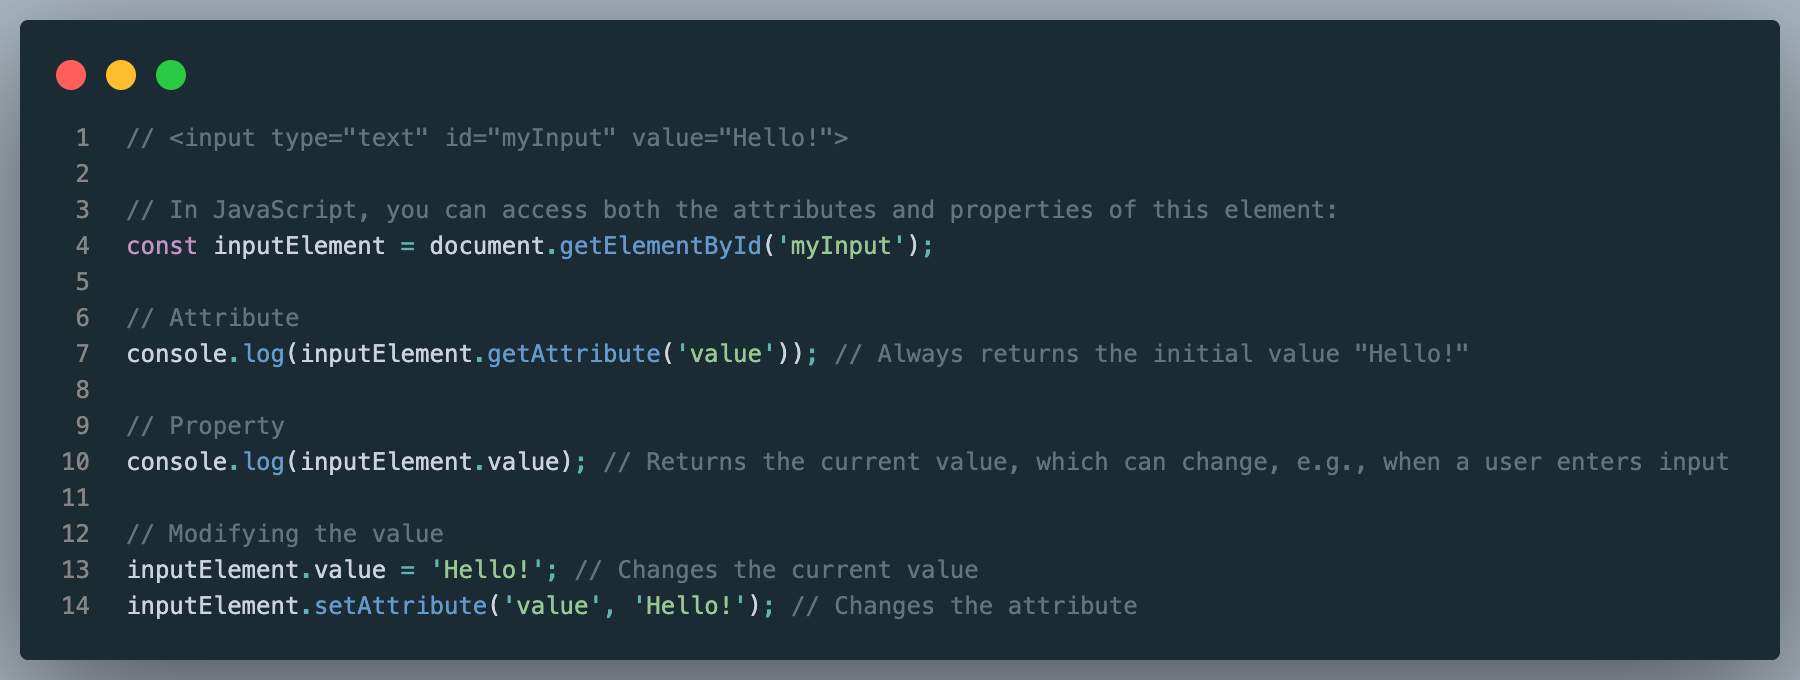 1 // <input type="text" id="myInput" value="Hello!">
2
3 // In JavaScript, you can access both the attributes and properties of this element:
4 const inputElement = document.getElementById('myInput');
5
6 // Attribute
7 console.log(inputElement.getAttribute('value')); // Always returns the initial value "Hello!"
8
9 // Property
10 console.log(inputElement.value); // Returns the current value, which can change, e.g., when a user enters input
11
12 // Modifying the value
13 inputElement.value = 'Hello!'; // Changes the current value
14 inputElement.setAttribute('value', 'Hello!'); // Changes the attribute